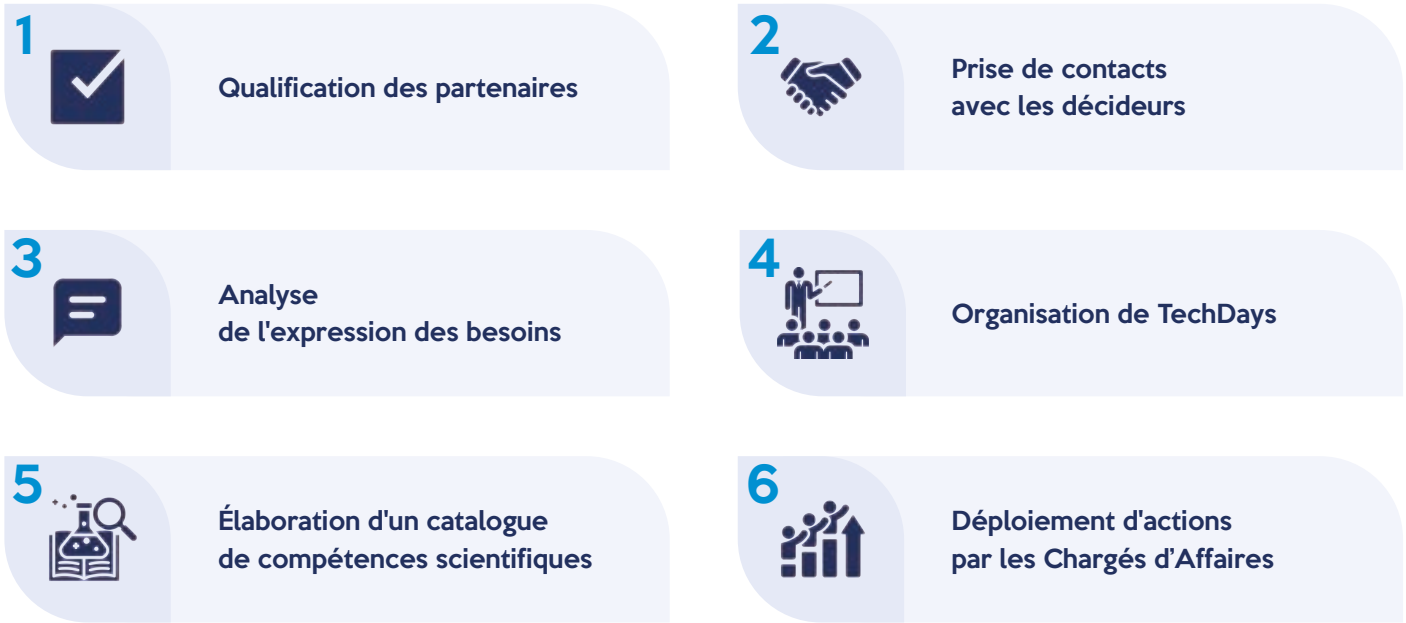 1
Qualification des partenaires
2
Prise de contacts
avec les décideurs
3
Analyse
de l'expression des besoins
4
Organisation de TechDays
5
Élaboration d'un catalogue
de compétences scientifiques
6
Déploiement d'actions
par les Chargés d’Affaires